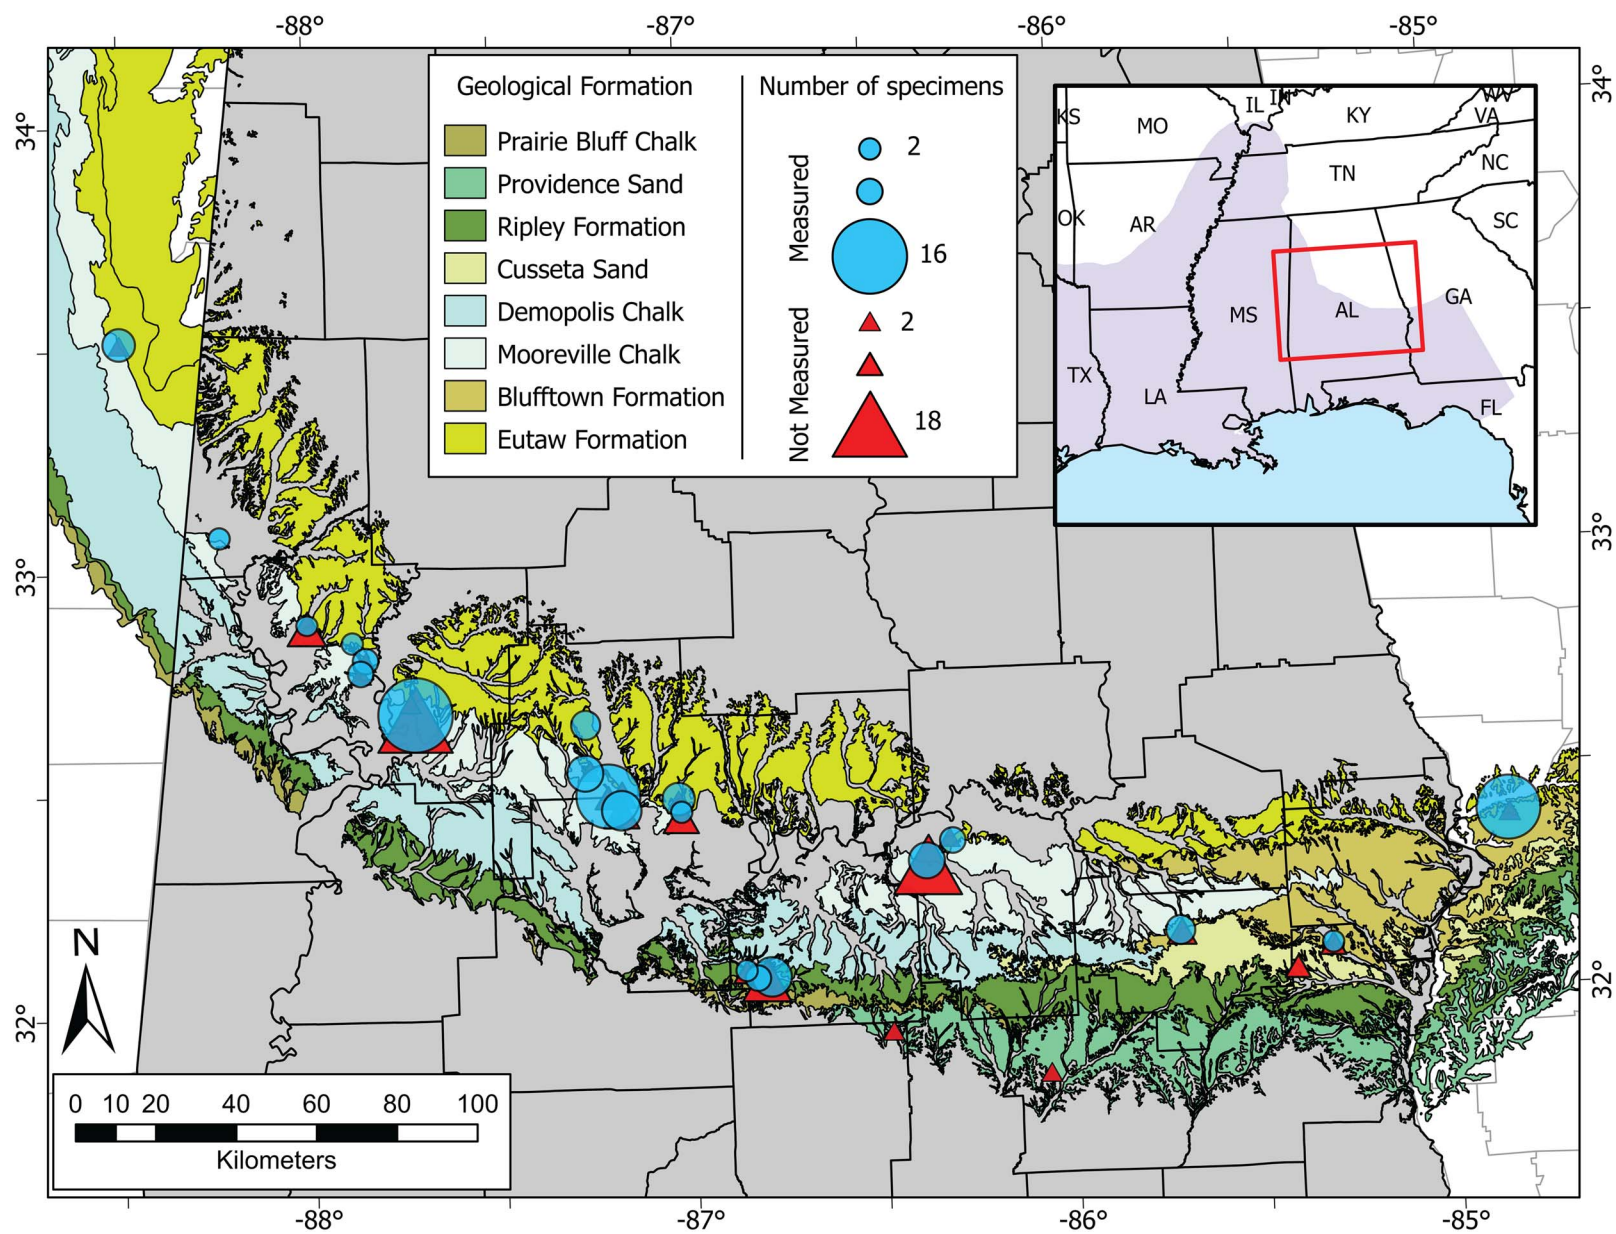 -88°
-87°
-86°
-85°
34°
33°
32°
34°
33°
32°
Geological Formation
Prairie Bluff Chalk
Providence Sand
Ripley Formation
Cusseta Sand
Demopolis Chalk
Mooreville Chalk
Blufftown Formation
Eutaw Formation
Number of specimens
Measured
2
16
Not Measured
2
18
KS
MO
IL
IN
KY
WV
VA
OK
AR
TN
NC
SC
MS
AL
GA
TX
LA
FL
N
0 10 20 40 60 80 100
Kilometers
-88°
-87°
-86°
-85°